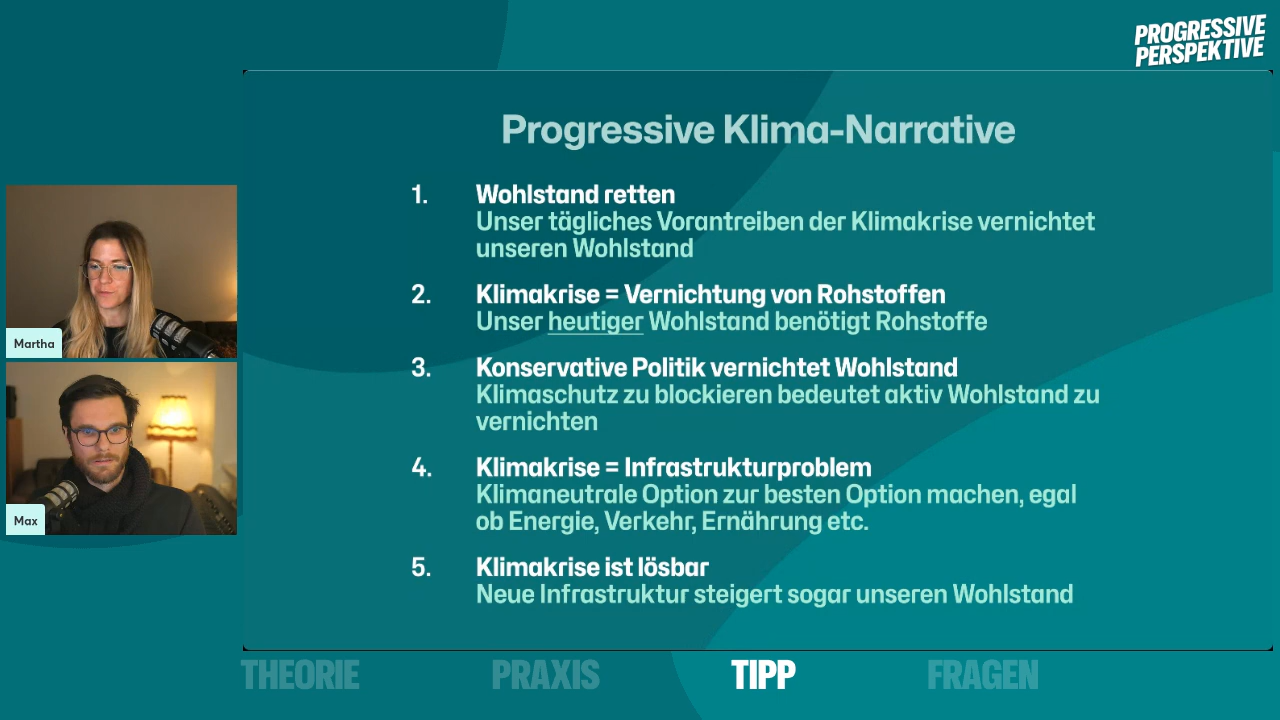 PROGRESSIVE
PERSPEKTIVE
Progressive Klima-Narrative
1. Wohlstand retten
Unser tägliches Vorantreiben der Klimakrise vernichtet
unseren Wohlstand
2. Klimakrise = Vernichtung von Rohstoffen
Unser heutiger Wohlstand benötigt Rohstoffe
3. Konservative Politik vernichtet Wohlstand
Klimaschutz zu blockieren bedeutet aktiv Wohlstand zu
vernichten
4. Klimakrise = Infrastrukturproblem
Klimaneutrale Option zur besten Option machen, egal
ob Energie, Verkehr, Ernährung etc.
5. Klimakrise ist lösbar
Neue Infrastruktur steigert sogar unseren Wohlstand
Martha
Max
THEORIE PRAXIS TIPP FRAGEN